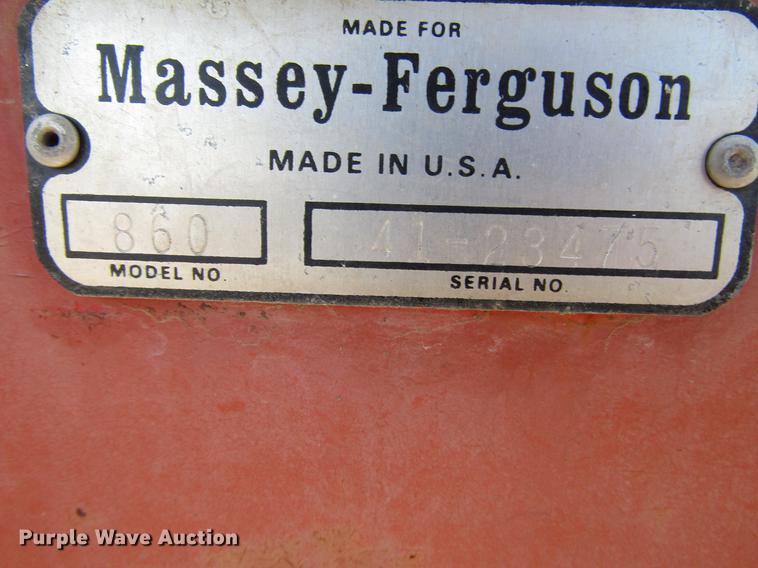 MADE FOR
Massey-Ferguson
MADE IN U.S.A.
860
41-23475
MODEL NO.
SERIAL NO.
Purple Wave Auction